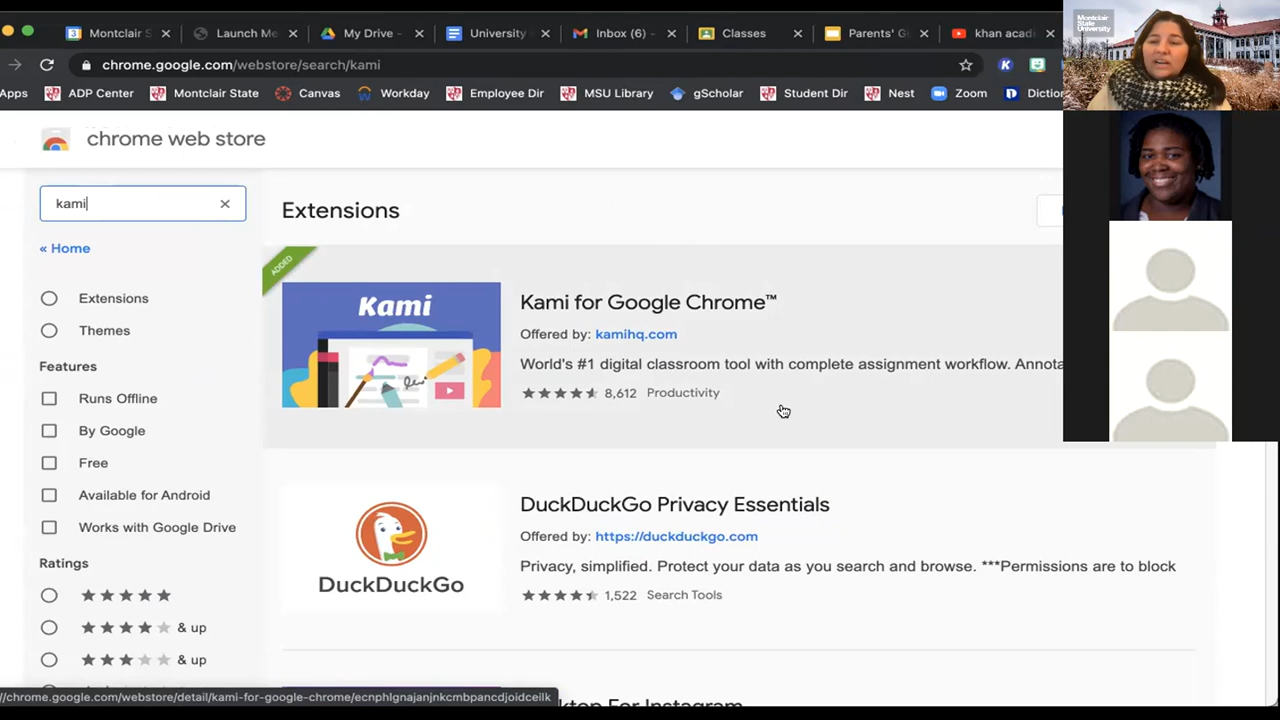 Montclair S
Launch Me
My Drive
University
Inbox (6)
Classes
Parents' G
khan acad
Montclair State University
chrome.google.com/webstore/search/kami
Apps
ADP Center
Montclair State
Canvas
Workday
Employee Dir
MSU Library
gScholar
Student Dir
Nest
Zoom
Diction
chrome web store
kami
Extensions
« Home
ADDED
Kami
Kami for Google Chrome™
Offered by: kamihq.com
World's #1 digital classroom tool with complete assignment workflow. Annota
8,612 Productivity
Extensions
Themes
Features
Runs Offline
By Google
Free
Available for Android
Works with Google Drive
Ratings
& up
& up
DuckDuckGo
DuckDuckGo Privacy Essentials
Offered by: https://duckduckgo.com
Privacy, simplified. Protect your data as you search and browse. ***Permissions are to block
1,522 Search Tools
For Instagram
//chrome.google.com/webstore/detail/kami-for-google-chrome/ecnphlgnajanjnkcmbpancdjoidceilk